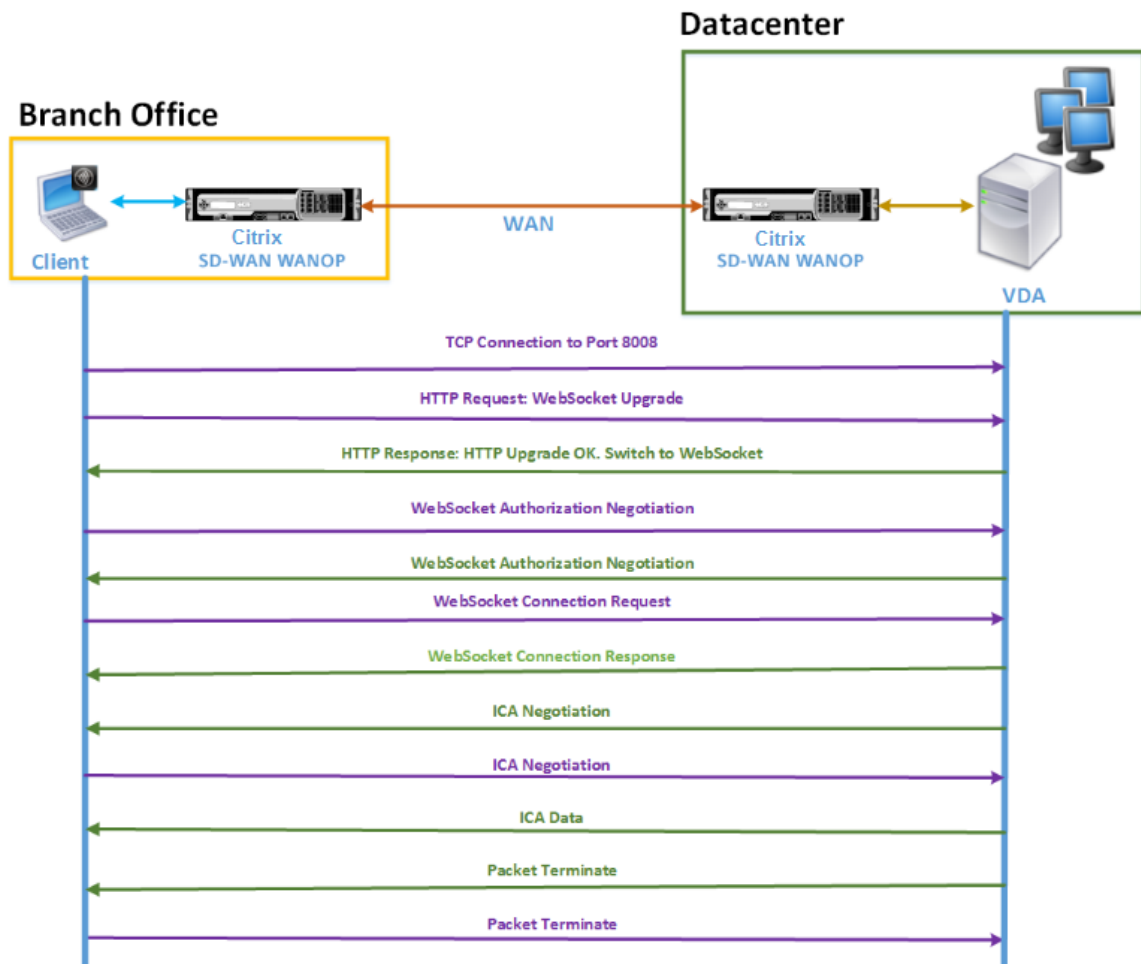 Datacenter
Branch Office
WAN
Citrix
SD-WAN WANOP
Client
Citrix
SD-WAN WANOP
VDA
TCP Connection to Port 8008
HTTP Request: WebSocket Upgrade
HTTP Response: HTTP Upgrade OK. Switch to WebSocket
WebSocket Authorization Negotiation
WebSocket Authorization Negotiation
WebSocket Connection Request
WebSocket Connection Response
ICA Negotiation
ICA Negotiation
ICA Data
Packet Terminate
Packet Terminate